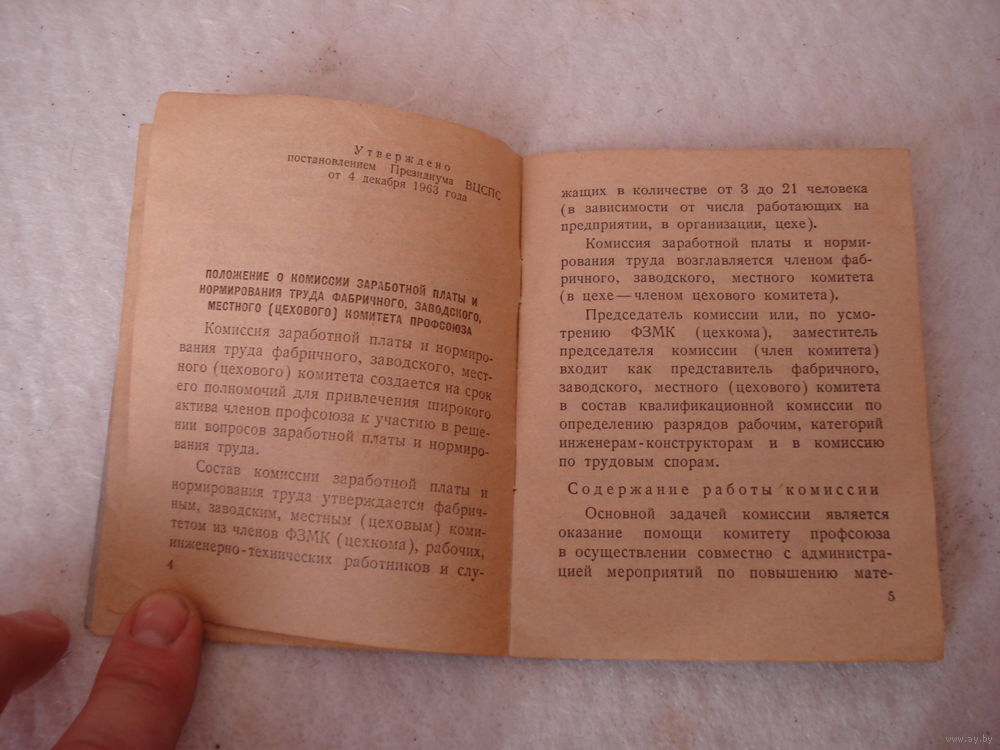 Утверждено
постановлением Президиума ВЦСПС
от 4 декабря 1963 года
ПОЛОЖЕНИЕ О КОМИССИИ ЗАРАБОТНОЙ ПЛАТЫ И
НОРМИРОВАНИЯ ТРУДА ФАБРИЧНОГО, ЗАВОДСКОГО,
МЕСТНОГО (ЦЕХОВОГО) КОМИТЕТА ПРОФСОЮЗА
Комиссия заработной платы и нормиро-
вания труда фабричного, заводского, мест-
ного (цехового) комитета создается на срок
его полномочий для привлечения широкого
актива членов профсоюза к участию в реше-
нии вопросов заработной платы и нормиро-
вания труда.
Состав комиссии заработной платы и
нормирования труда утверждается фабрич-
ным, заводским, местным (цеховым) коми-
тетом из членов ФЗМК (цехкома), рабочих,
инженерно-технических работников и слу-
4
жащих в количестве от 3 до 21 человека
(в зависимости от числа работающих на
предприятии, в организации, цехе).
Комиссия заработной платы и норми-
рования труда возглавляется членом фаб-
ричного, заводского, местного комитета
(в цехе — членом цехового комитета).
Председатель комиссии или, по усмо-
трению ФЗМК (цехкома), заместитель
председателя комиссии (член комитета)
входит как представитель фабричного,
заводского, местного (цехового) комитета
в состав квалификационной комиссии по
определению разрядов рабочим, категорий
инженерам-конструкторам и в комиссию
по трудовым спорам.
Содержание работы комиссии
Основной задачей комиссии является
оказание помощи комитету профсоюза
в осуществлении совместно с администра-
цией мероприятий по повышению мате-
5
www.ay.by